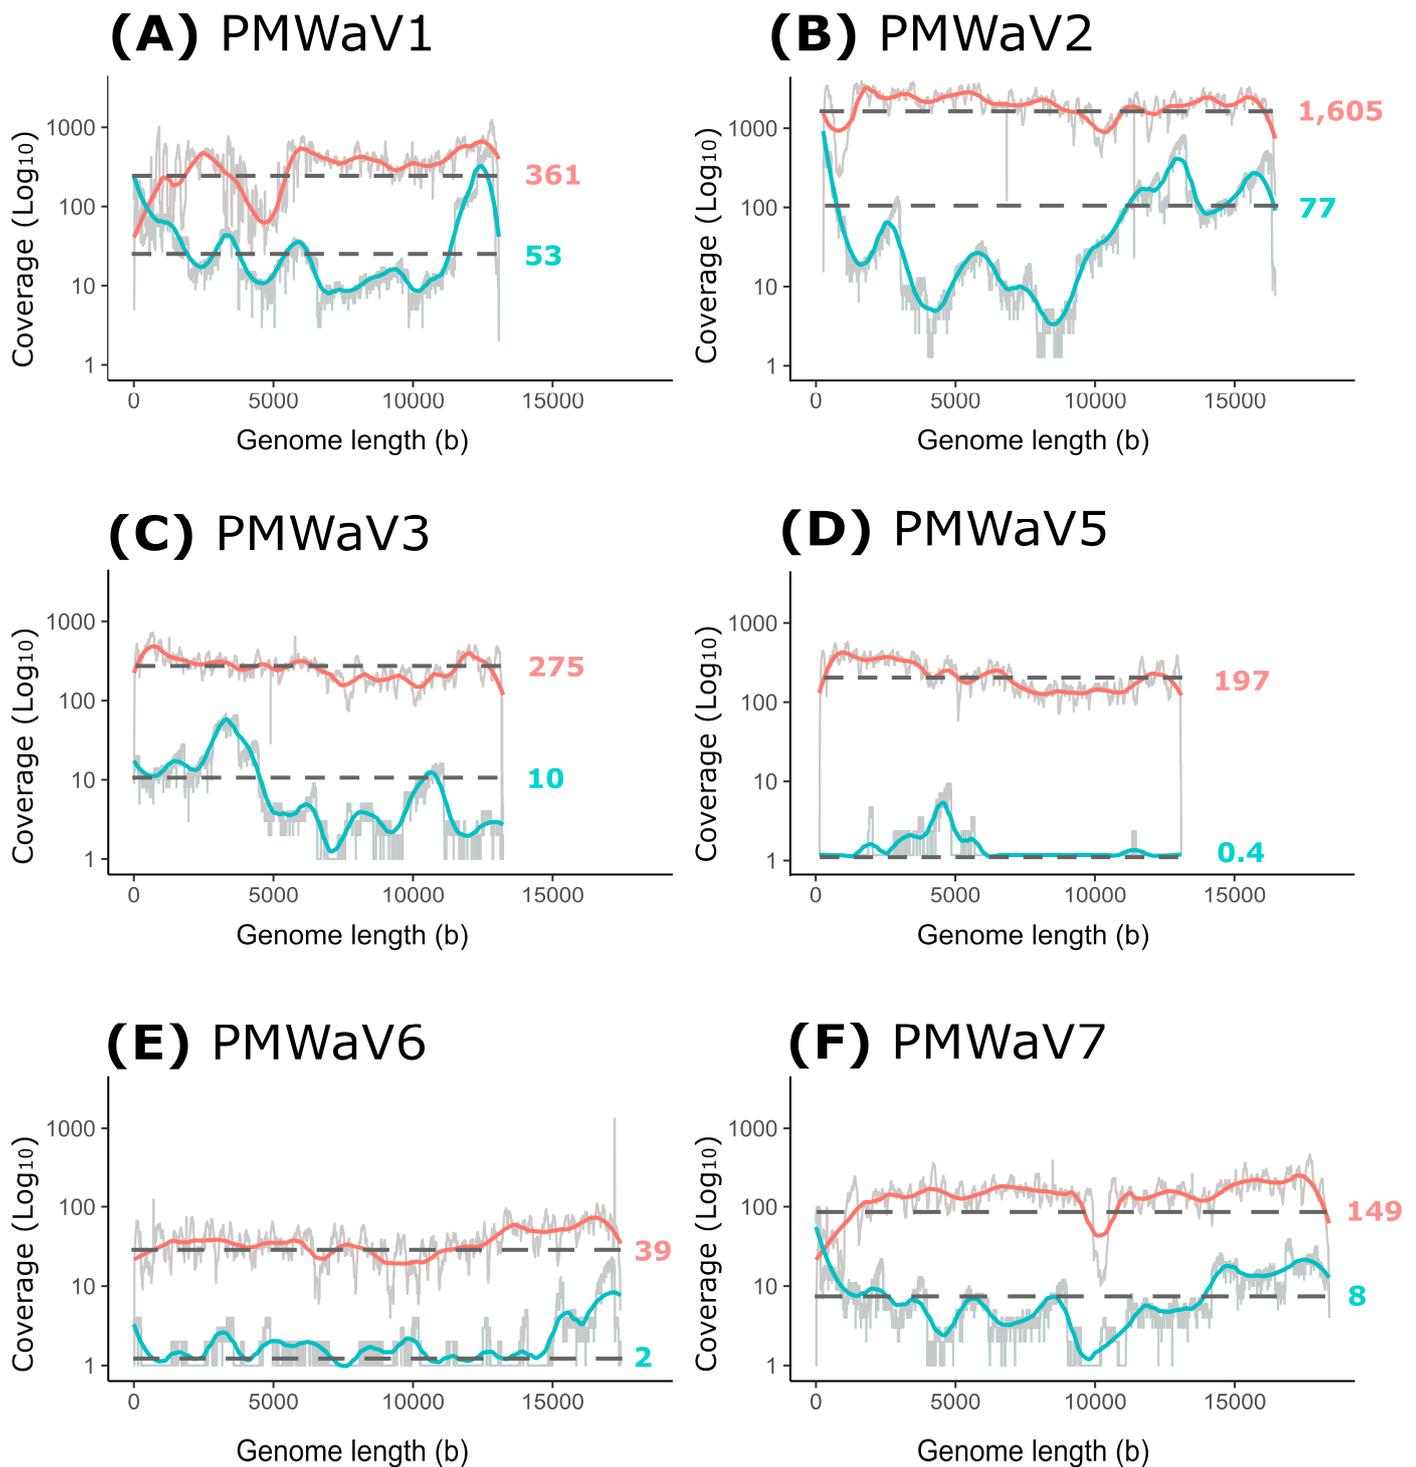 (A) PMWaV1
Coverage (Log10)
1000
100
10
1
361
53
0 5000 10000 15000
Genome length (b)
(B) PMWaV2
Coverage (Log10)
1000
100
10
1
1,605
77
0 5000 10000 15000
Genome length (b)
(C) PMWaV3
Coverage (Log10)
1000
100
10
1
275
10
0 5000 10000 15000
Genome length (b)
(D) PMWaV5
Coverage (Log10)
1000
100
10
1
197
0.4
0 5000 10000 15000
Genome length (b)
(E) PMWaV6
Coverage (Log10)
1000
100
10
1
39
2
0 5000 10000 15000
Genome length (b)
(F) PMWaV7
Coverage (Log10)
1000
100
10
1
149
8
0 5000 10000 15000
Genome length (b)